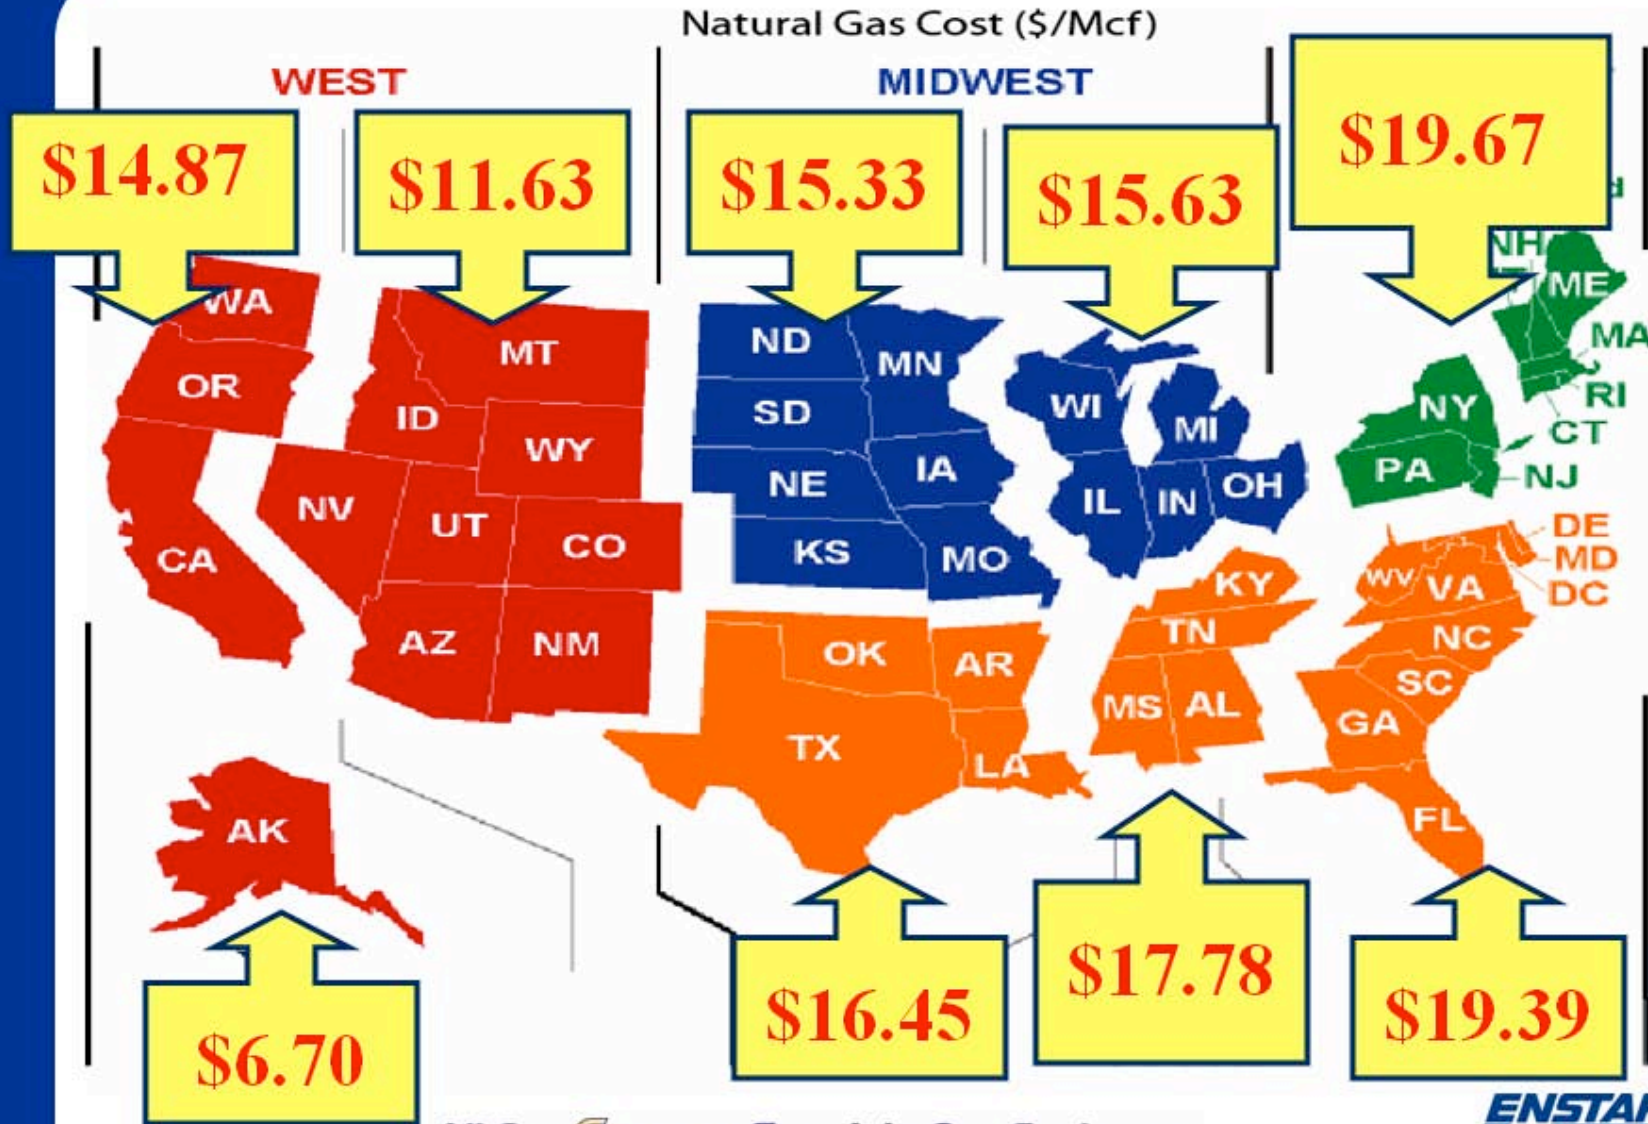 Natural Gas Cost ($/Mcf)
WEST
MIDWEST
$14.87
$11.63
$15.33
$15.63
$19.67
WA
OR
CA
MT
ID
WY
NV
UT
CO
AZ
NM
AK
ND
MN
SD
NE
IA
KS
MO
WI
MI
IL
IN
OH
NH
ME
MA
RI
CT
NY
PA
NJ
DE
MD
DC
WV
VA
NC
SC
GA
FL
KY
TN
MS
AL
OK
AR
TX
LA
$6.70
$16.45
$17.78
$19.39